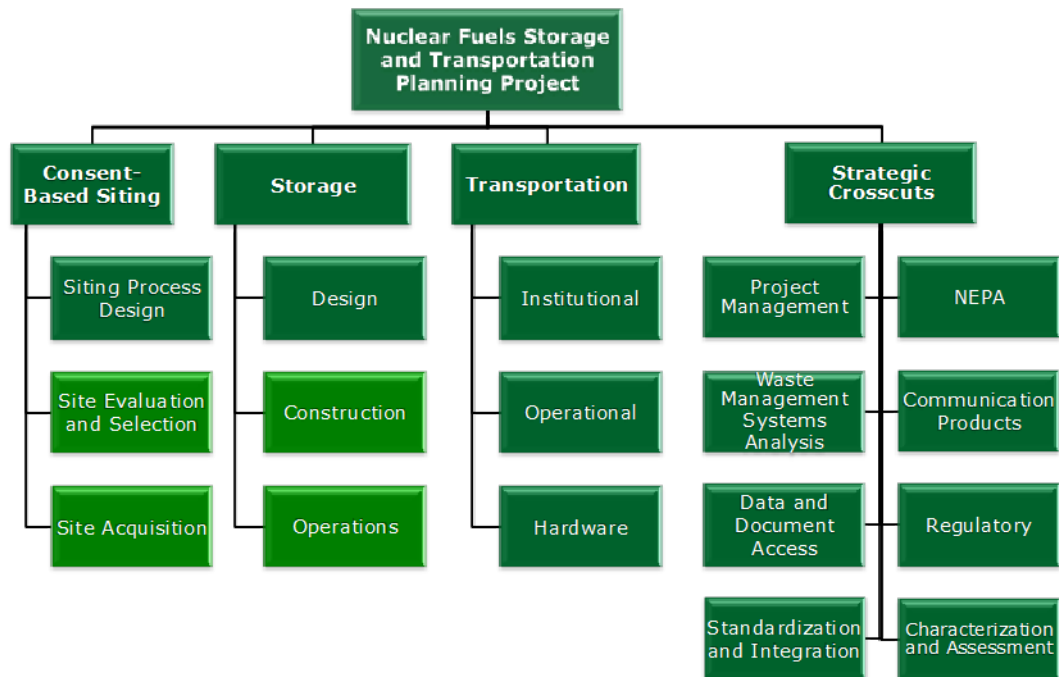 Nuclear Fuels Storage
and Transportation
Planning Project
Consent-
Based Siting
Storage
Transportation
Strategic
Crosscuts
Siting Process
Design
Site Evaluation
and Selection
Site Acquisition
Design
Construction
Operations
Institutional
Operational
Hardware
Project
Management
NEPA
Waste
Management
Systems
Analysis
Communication
Products
Data and
Document
Access
Regulatory
Standardization
and Integration
Characterization
and Assessment